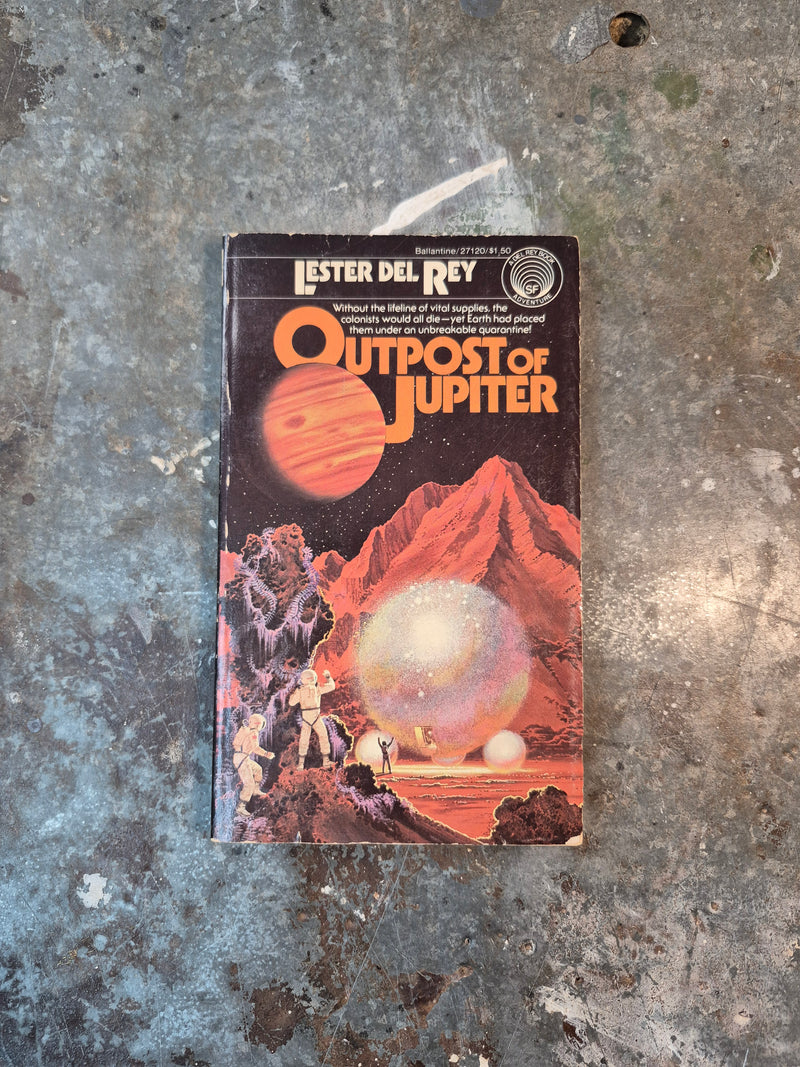 Ballantine/27120/$1.50
LESTER DEL REY
A DEL REY BOOK
SF
ADVENTURE
Without the lifeline of vital supplies, the
colonists would all die—yet Earth had placed
them under an unbreakable quarantine!
OUTPOST OF
JUPITER